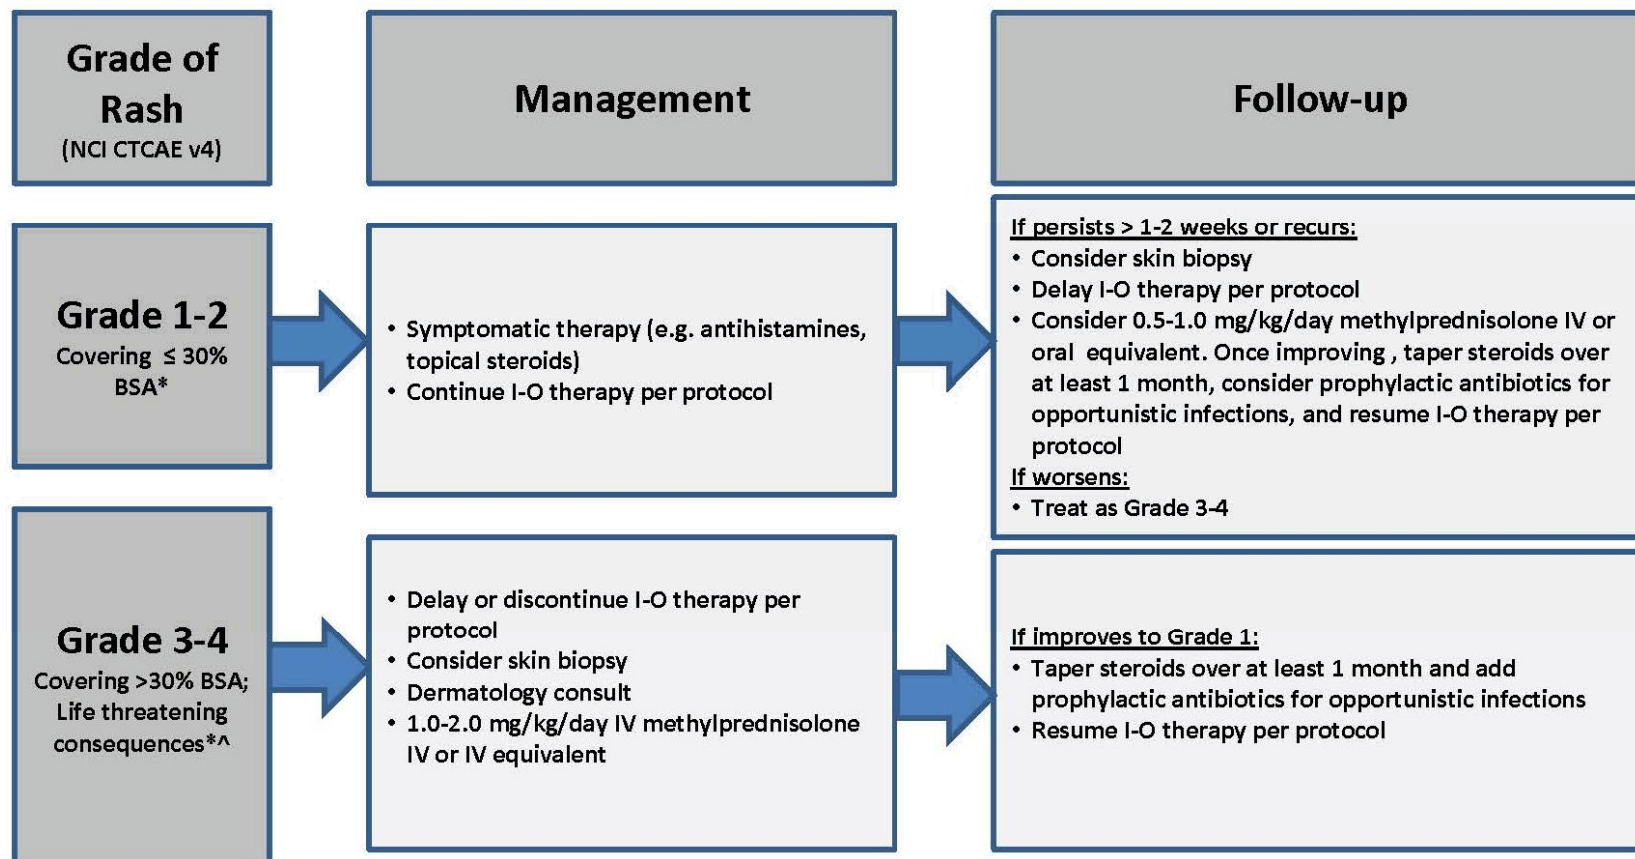 Grade of
Rash
(NCI CTCAE v4)
Management
Follow-up
Grade 1-2
Covering ≤ 30%
BSA*
• Symptomatic therapy (e.g. antihistamines,
topical steroids)
• Continue I-O therapy per protocol
If persists > 1-2 weeks or recurs:
• Consider skin biopsy
• Delay I-O therapy per protocol
• Consider 0.5-1.0 mg/kg/day methylprednisolone IV or
oral equivalent. Once improving , taper steroids over
at least 1 month, consider prophylactic antibiotics for
opportunistic infections, and resume I-O therapy per
protocol
If worsens:
• Treat as Grade 3-4
Grade 3-4
Covering >30% BSA;
Life threatening
consequences*^
• Delay or discontinue I-O therapy per
protocol
• Consider skin biopsy
• Dermatology consult
• 1.0-2.0 mg/kg/day IV methylprednisolone
IV or IV equivalent
If improves to Grade 1:
• Taper steroids over at least 1 month and add
prophylactic antibiotics for opportunistic infections
• Resume I-O therapy per protocol